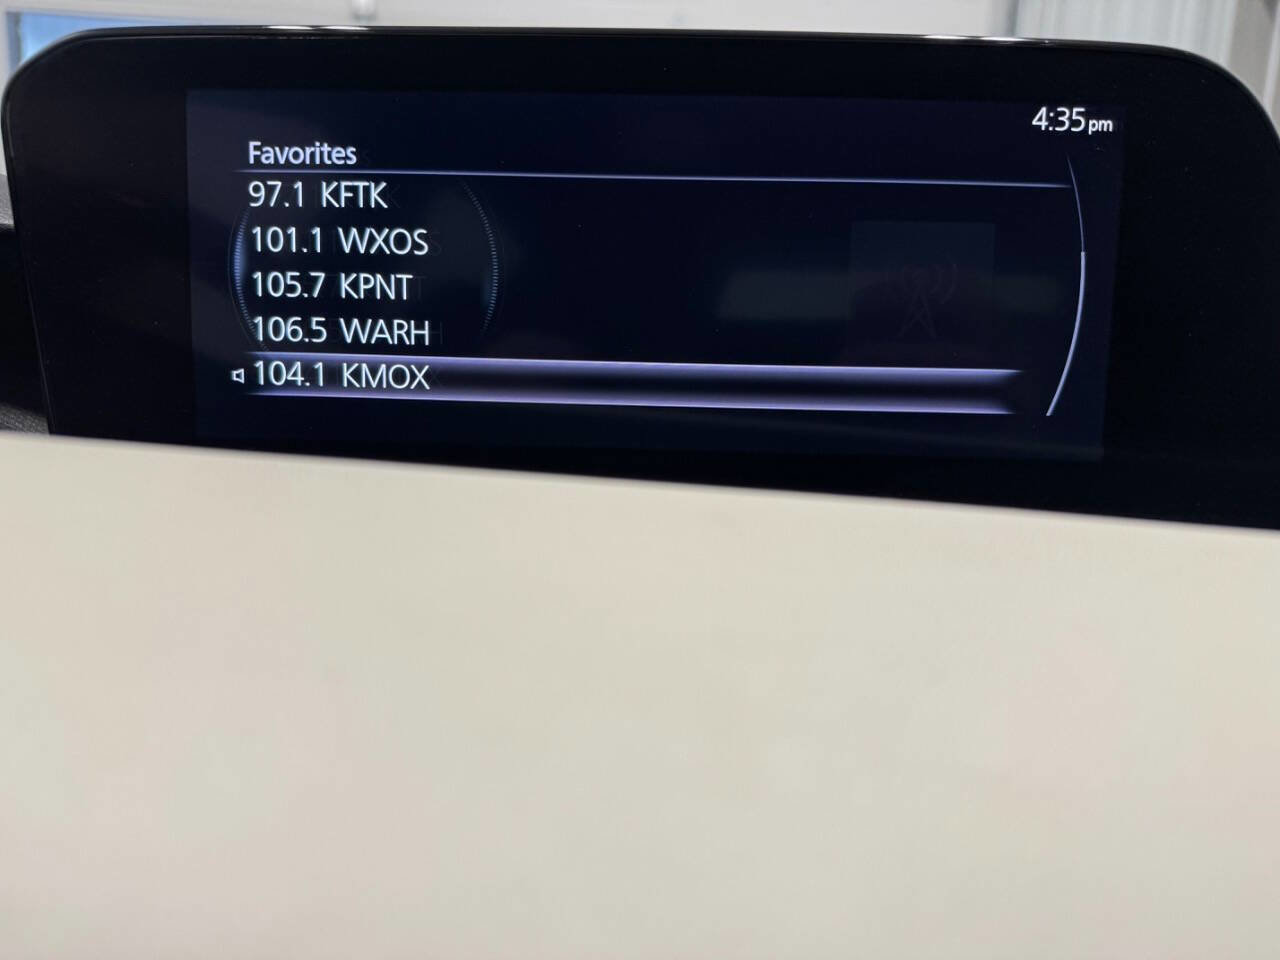 4:35pm
Favorites
97.1 KFTK
101.1 WXOS
105.7 KPNT
106.5 WARH
104.1 KMOX